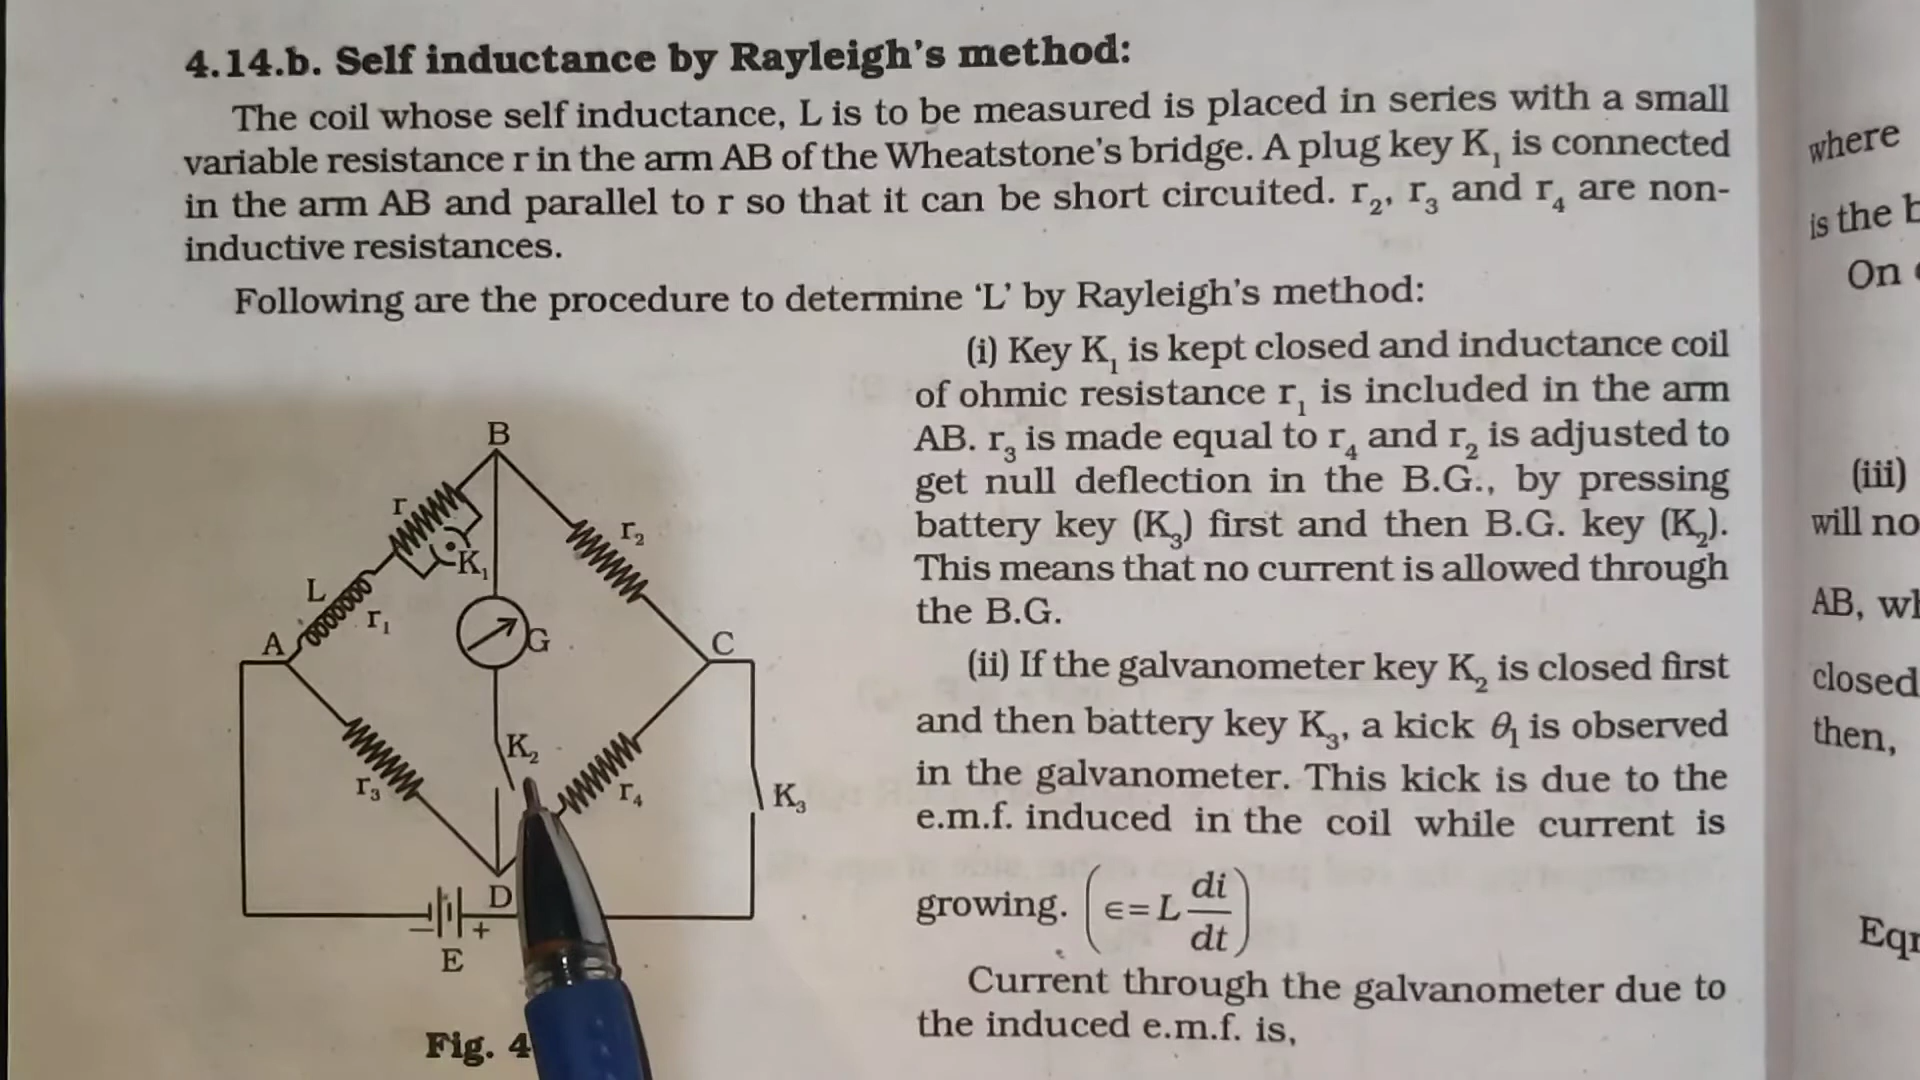 4.14.b. Self inductance by Rayleigh's method:
The coil whose self inductance, L is to be measured is placed in series with a small
variable resistance r in the arm AB of the Wheatstone's bridge. A plug key K₁ is connected
in the arm AB and parallel to r so that it can be short circuited. r₂, r₃ and r₄ are non-
inductive resistances.
Following are the procedure to determine 'L' by Rayleigh's method:
(i) Key K₁ is kept closed and inductance coil
of ohmic resistance r₁ is included in the arm
AB. r₃ is made equal to r₄ and r₂ is adjusted to
get null deflection in the B.G., by pressing
battery key (K₃) first and then B.G. key (K₂).
This means that no current is allowed through
the B.G.
(ii) If the galvanometer key K₂ is closed first
and then battery key K₃, a kick θ₁ is observed
in the galvanometer. This kick is due to the
e.m.f. induced in the coil while current is
growing. (∈= L di/dt)
Current through the galvanometer due to
the induced e.m.f. is,
B
r
r₂
K₁
L
r₁
A
G
C
K₂
r₃
r₄
K₃
D
− +
E
Fig. 4
where
is the
On
(iii)
will
AB,
closed
then,